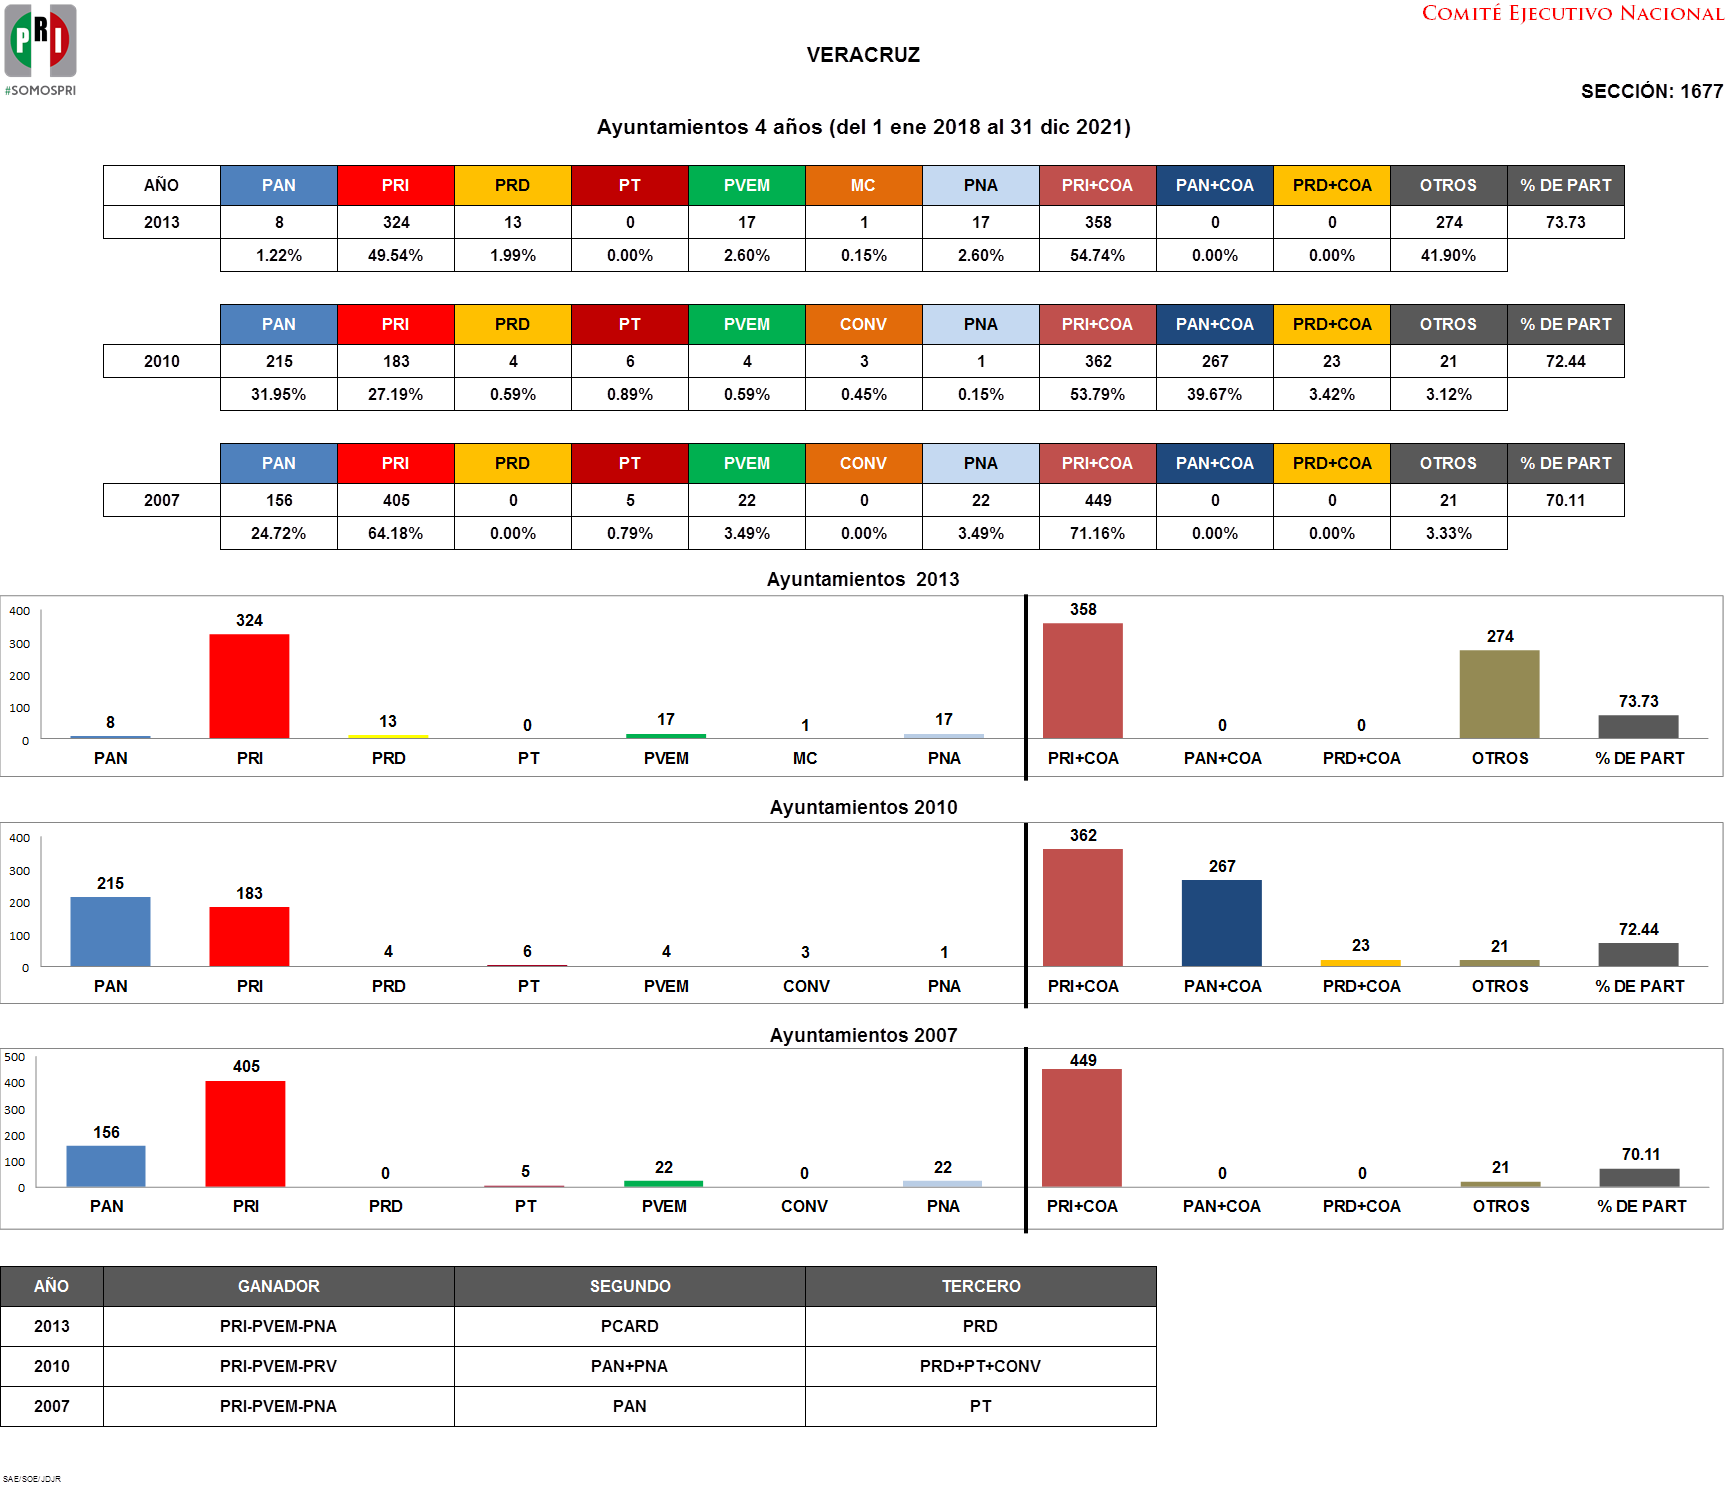 COMITÉ EJECUTIVO NACIONAL
PRI
#SOMOSPRI
VERACRUZ
SECCIÓN: 1677
Ayuntamientos 4 años (del 1 ene 2018 al 31 dic 2021)
AÑO PAN PRI PRD PT PVEM MC PNA PRI+COA PAN+COA PRD+COA OTROS % DE PART
2013 8 324 13 0 17 1 17 358 0 0 274 73.73
1.22% 49.54% 1.99% 0.00% 2.60% 0.15% 2.60% 54.74% 0.00% 0.00% 41.90%
PAN PRI PRD PT PVEM CONV PNA PRI+COA PAN+COA PRD+COA OTROS % DE PART
2010 215 183 4 6 4 3 1 362 267 23 21 72.44
31.95% 27.19% 0.59% 0.89% 0.59% 0.45% 0.15% 53.79% 39.67% 3.42% 3.12%
PAN PRI PRD PT PVEM CONV PNA PRI+COA PAN+COA PRD+COA OTROS % DE PART
2007 156 405 0 5 22 0 22 449 0 0 21 70.11
24.72% 64.18% 0.00% 0.79% 3.49% 0.00% 3.49% 71.16% 0.00% 0.00% 3.33%
Ayuntamientos 2013
400
300
200
100
0
8 324 13 0 17 1 17 358 0 0 274 73.73
PAN PRI PRD PT PVEM MC PNA PRI+COA PAN+COA PRD+COA OTROS % DE PART
Ayuntamientos 2010
400
300
200
100
0
215 183 4 6 4 3 1 362 267 23 21 72.44
PAN PRI PRD PT PVEM CONV PNA PRI+COA PAN+COA PRD+COA OTROS % DE PART
Ayuntamientos 2007
500
400
300
200
100
0
156 405 0 5 22 0 22 449 0 0 21 70.11
PAN PRI PRD PT PVEM CONV PNA PRI+COA PAN+COA PRD+COA OTROS % DE PART
AÑO GANADOR SEGUNDO TERCERO
2013 PRI-PVEM-PNA PCARD PRD
2010 PRI-PVEM-PRV PAN+PNA PRD+PT+CONV
2007 PRI-PVEM-PNA PAN PT
SAE/SOE/JDJR